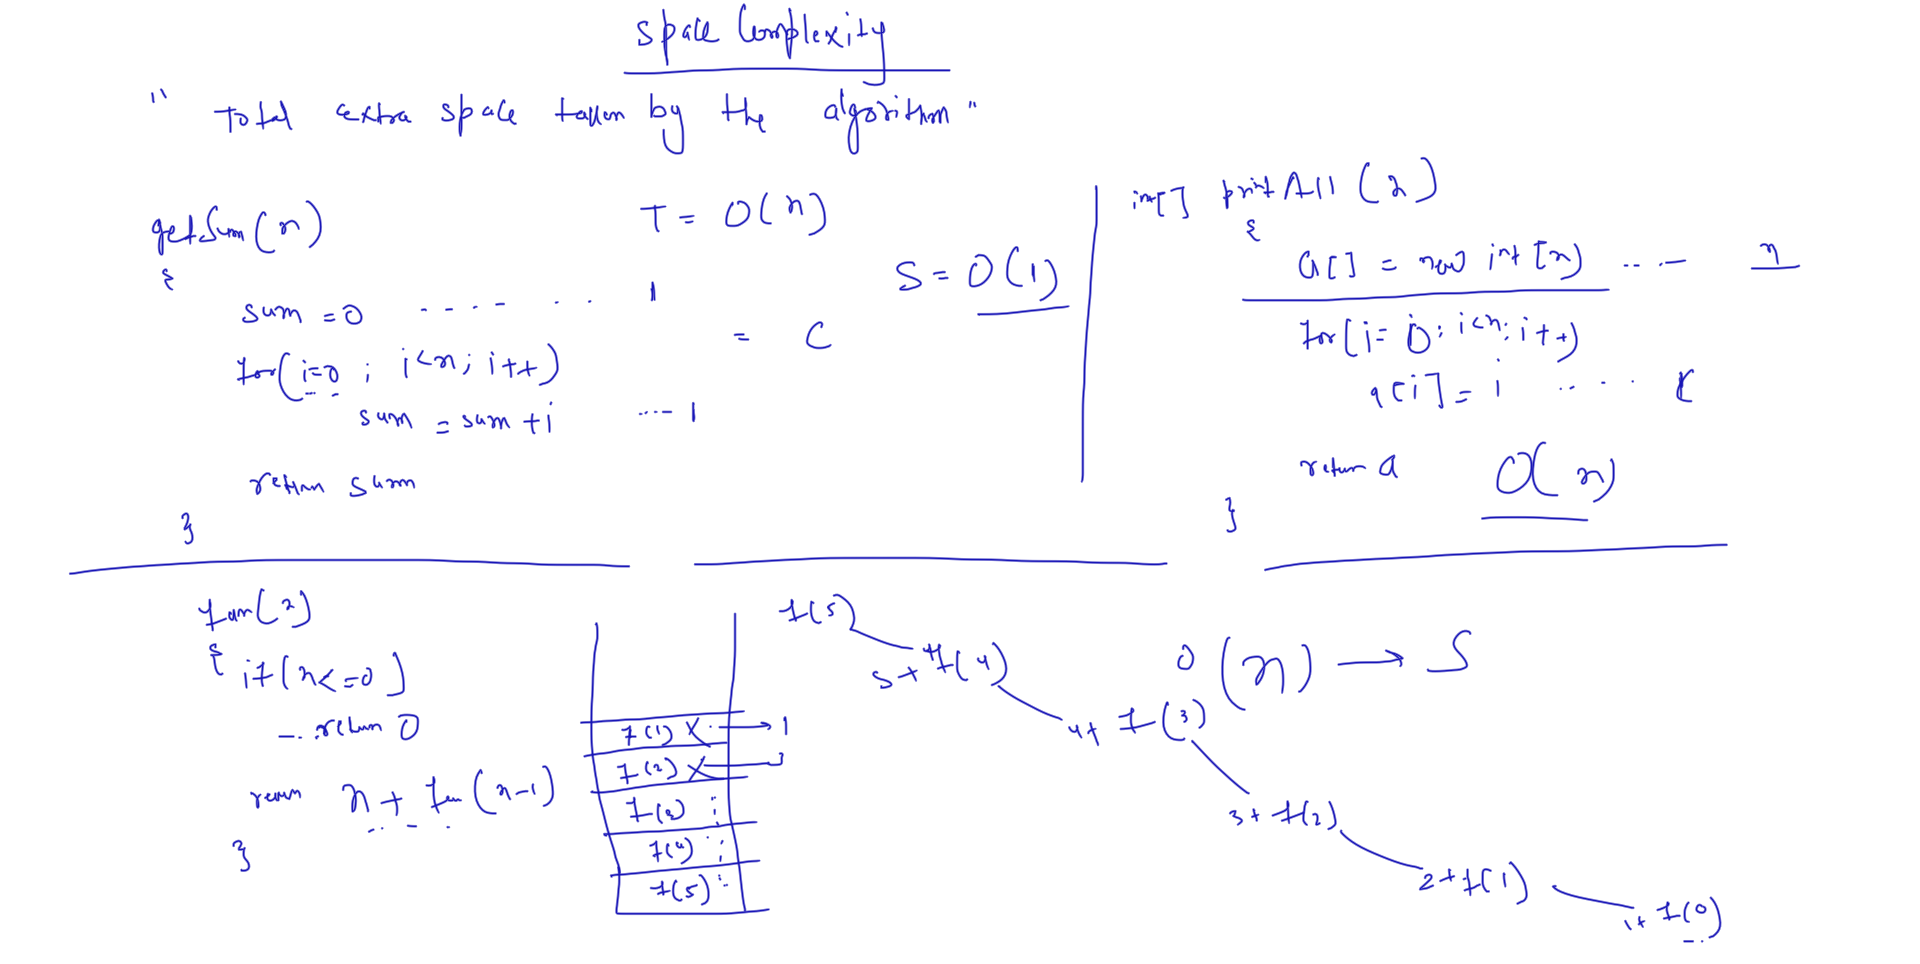 Space Complexity
" Total extra space taken by the algorithm "
getSum(n)
{
sum = 0 ---- -- 1
for(i=0 ; i<n; i++)
sum = sum + i ---- 1
return sum
}
T = O(n)
S = O(1)
= C
int[] printAll(n)
{
a[] = new int[n) ---- n
for(i= 0; i<n; i++)
a[i] = i ----
return a
O(n)
}
fun(n)
{
if(n<=0)
return 0
return n + fun(n-1)
}
f(1) X → 1
f(2) X 3
f(3)
f(4)
f(5)
f(5)
5 + f(4)
4+ f(3)
3+ f(2)
2+f(1)
1+ f(0)
O(n) → S